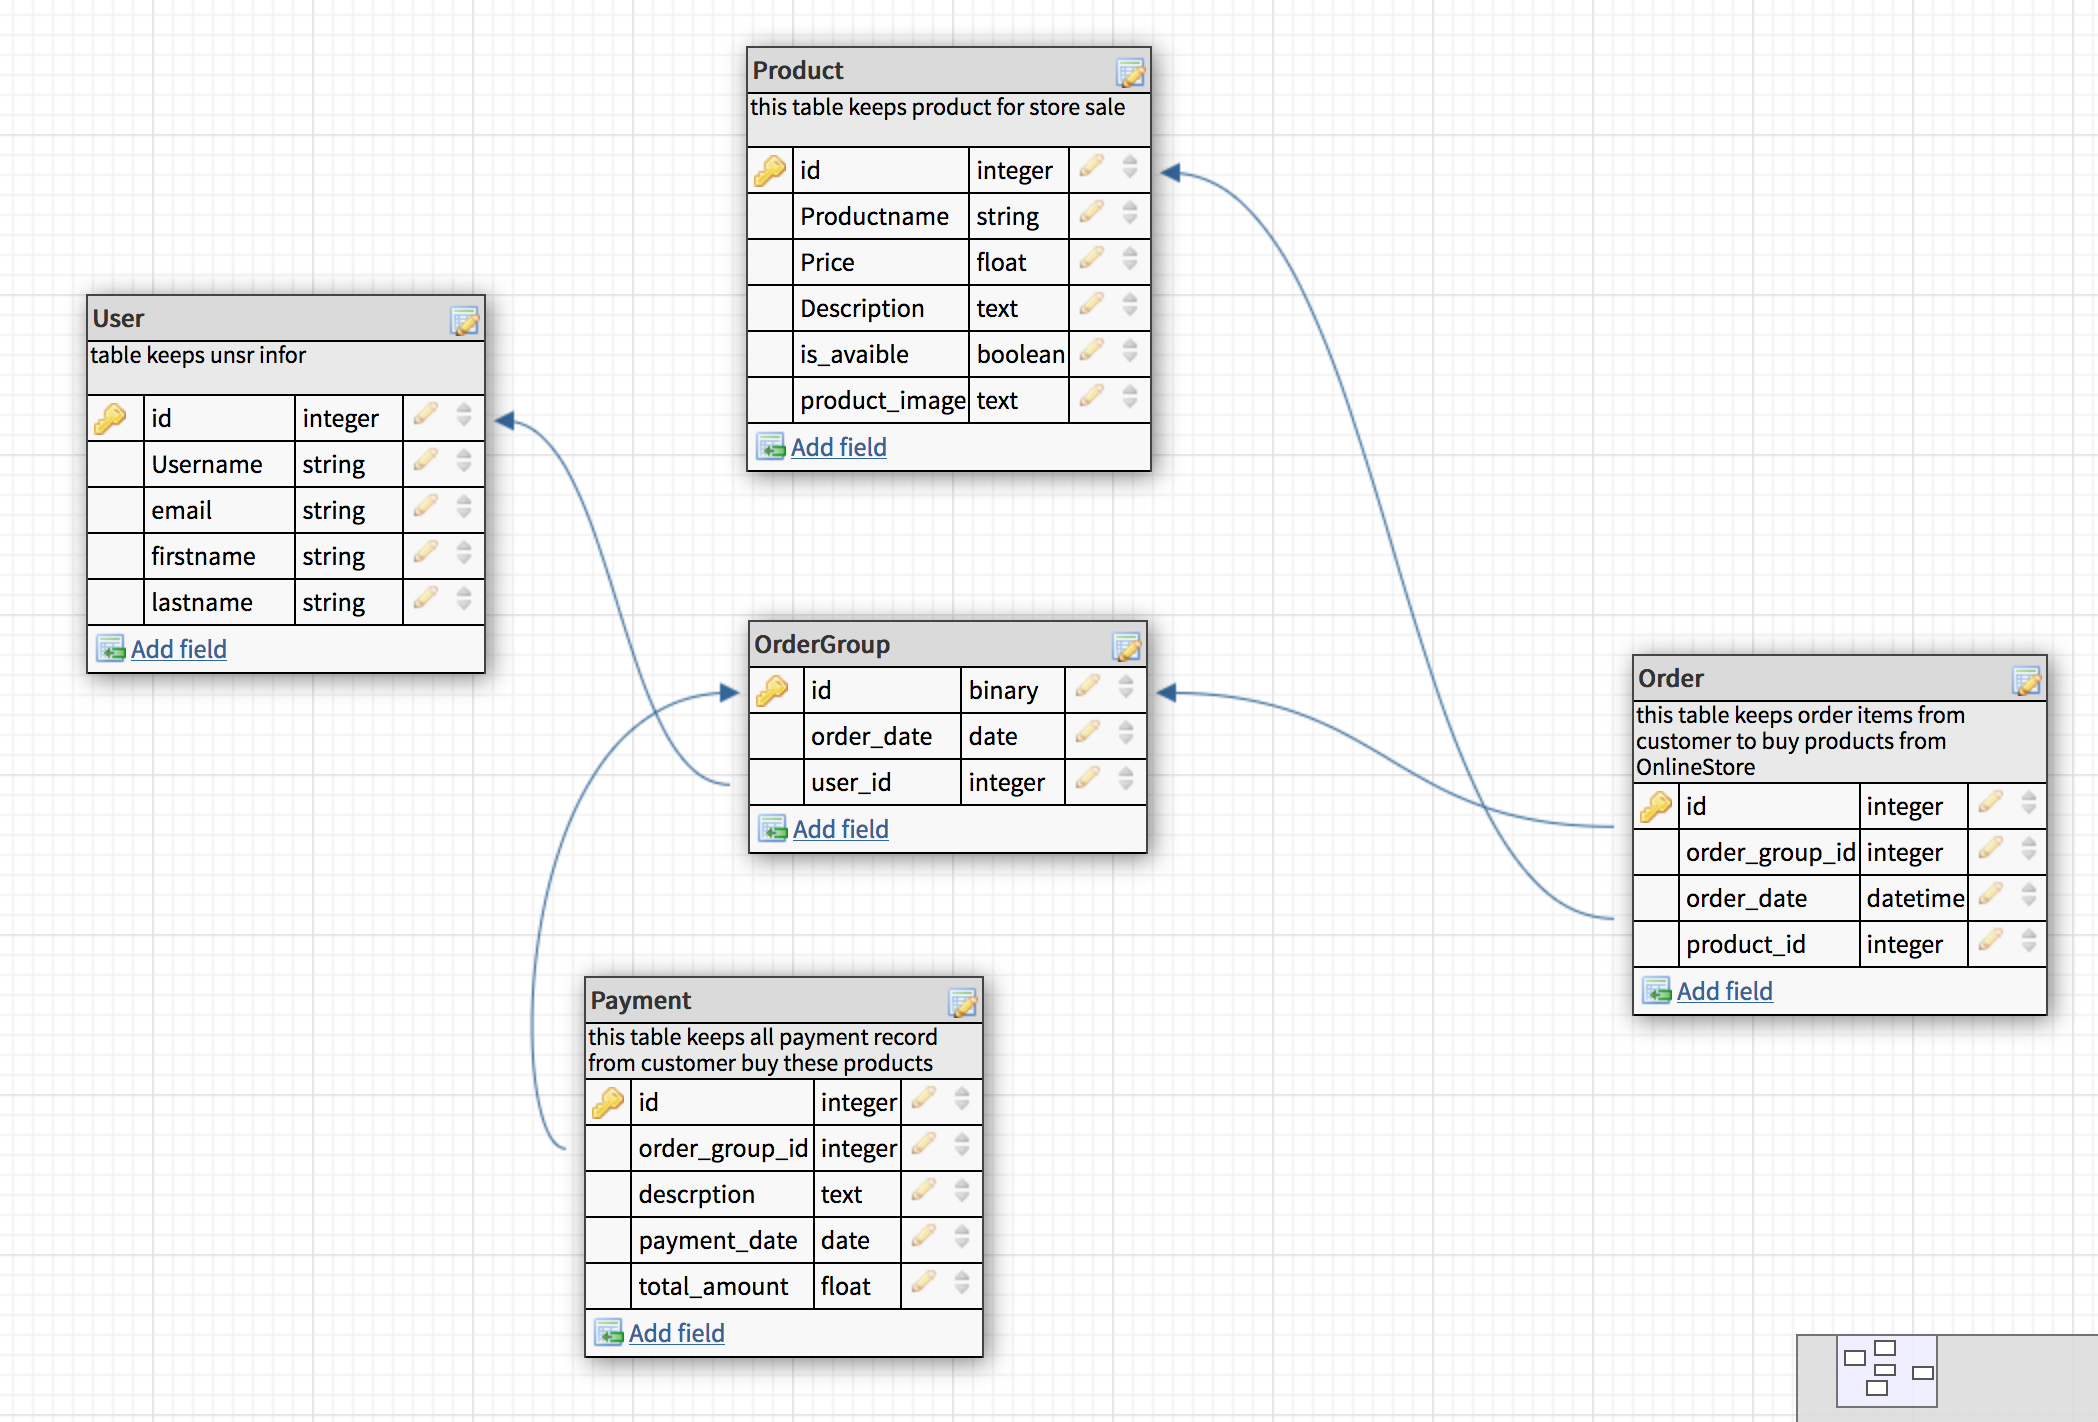 Product
this table keeps product for store sale
id integer
Productname string
Price float
Description text
is_avaible boolean
product_image text
Add field
User
table keeps unsr infor
id integer
Username string
email string
firstname string
lastname string
Add field
OrderGroup
id binary
order_date date
user_id integer
Add field
Order
this table keeps order items from
customer to buy products from
OnlineStore
id integer
order_group_id integer
order_date datetime
product_id integer
Add field
Payment
this table keeps all payment record
from customer buy these products
id integer
order_group_id integer
descrption text
payment_date date
total_amount float
Add field